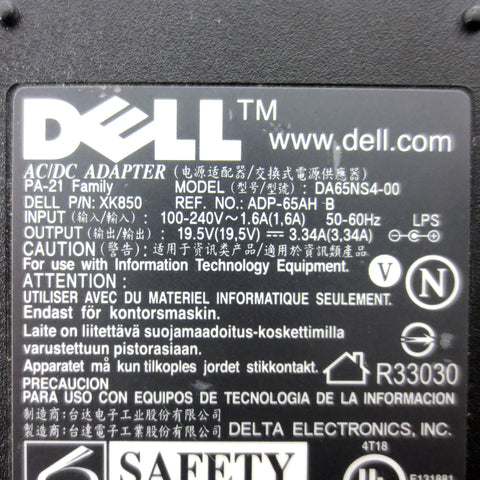 DELL™
www.dell.com
AC/DC ADAPTER (电源适配器/交換式電源供應器)
PA-21 Family MODEL (型号/型號) : DA65NS4-00
DELL P/N: XK850 REF. NO.: ADP-65AH B
INPUT (输入/輸入) : 100-240V～1.6A(1,6A) 50-60Hz LPS
OUTPUT (输出/輸出) : 19.5V(19,5V) ⎓ 3.34A(3,34A)
CAUTION (警告): 适用于资讯类产品/適用於資訊類產品
For use with Information Technology Equipment.
V N
ATTENTION :
UTILISER AVEC DU MATERIEL INFORMATIQUE SEULEMENT.
Endast för kontorsmaskin.
Laite on liitettävä suojamaadoitus-koskettimilla
varustettuun pistorasiaan.
Apparatet må kun tilkoples jordet stikkontakt.
R33030
PRECAUCION
PARA USO CON EQUIPOS DE TECNOLOGIA DE LA INFORMACION
制造商:台达电子工业股份有限公司
製造商:台達電子工業股份有限公司 DELTA ELECTRONICS, INC.
4T18
SAFETY
UL
E131881